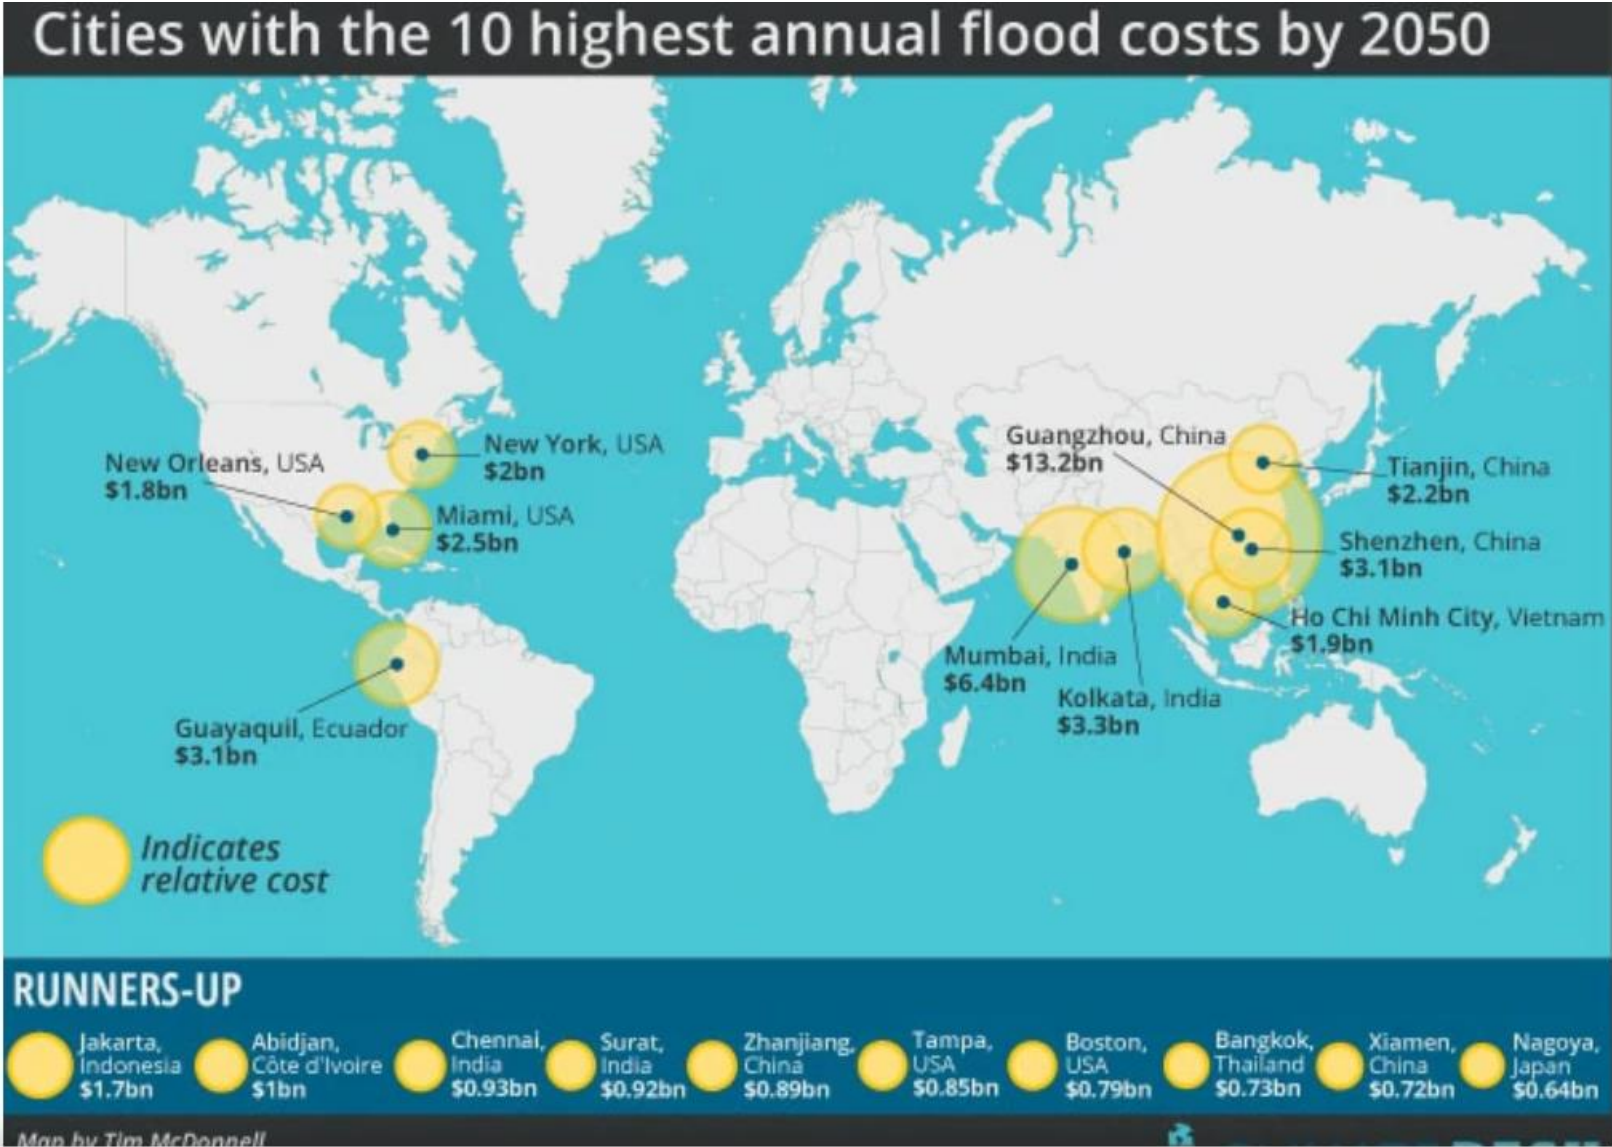 Cities with the 10 highest annual flood costs by 2050
New York, USA
$2bn
New Orleans, USA
$1.8bn
Miami, USA
$2.5bn
Guayaquil, Ecuador
$3.1bn
Guangzhou, China
$13.2bn
Tianjin, China
$2.2bn
Shenzhen, China
$3.1bn
Ho Chi Minh City, Vietnam
$1.9bn
Mumbai, India
$6.4bn
Kolkata, India
$3.3bn
Indicates
relative cost
RUNNERS-UP
Jakarta,
Indonesia
$1.7bn
Abidjan,
Côte d'Ivoire
$1bn
Chennai,
India
$0.93bn
Surat,
India
$0.92bn
Zhanjiang,
China
$0.89bn
Tampa,
USA
$0.85bn
Boston,
USA
$0.79bn
Bangkok,
Thailand
$0.73bn
Xiamen,
China
$0.72bn
Nagoya,
Japan
$0.64bn
Map by Tim McDonnell